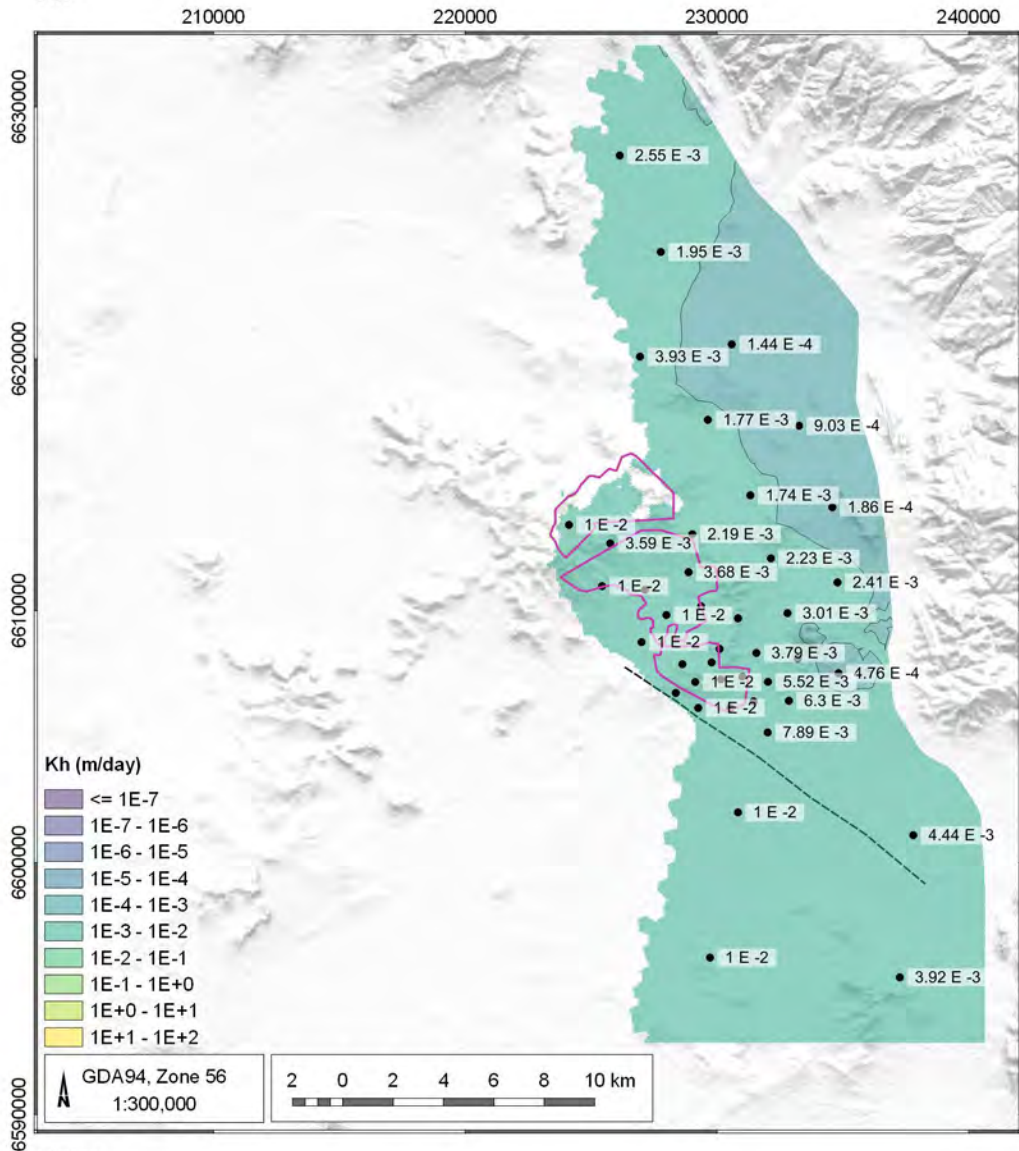 210000
220000
230000
240000
6630000
6620000
6610000
6600000
6590000
2.55 E -3
1.95 E -3
1.44 E -4
3.93 E -3
1.77 E -3
9.03 E -4
1.74 E -3
1.86 E -4
1 E -2
2.19 E -3
3.59 E -3
2.23 E -3
3.68 E -3
2.41 E -3
1 E -2
1 E -2
3.01 E -3
1 E -2
3.79 E -3
4.76 E -4
1 E -2
5.52 E -3
6.3 E -3
1 E -2
7.89 E -3
1 E -2
4.44 E -3
1 E -2
3.92 E -3
Kh (m/day)
<= 1E-7
1E-7 - 1E-6
1E-6 - 1E-5
1E-5 - 1E-4
1E-4 - 1E-3
1E-3 - 1E-2
1E-2 - 1E-1
1E-1 - 1E+0
1E+0 - 1E+1
1E+1 - 1E+2
N
GDA94, Zone 56
1:300,000
2 0 2 4 6 8 10 km